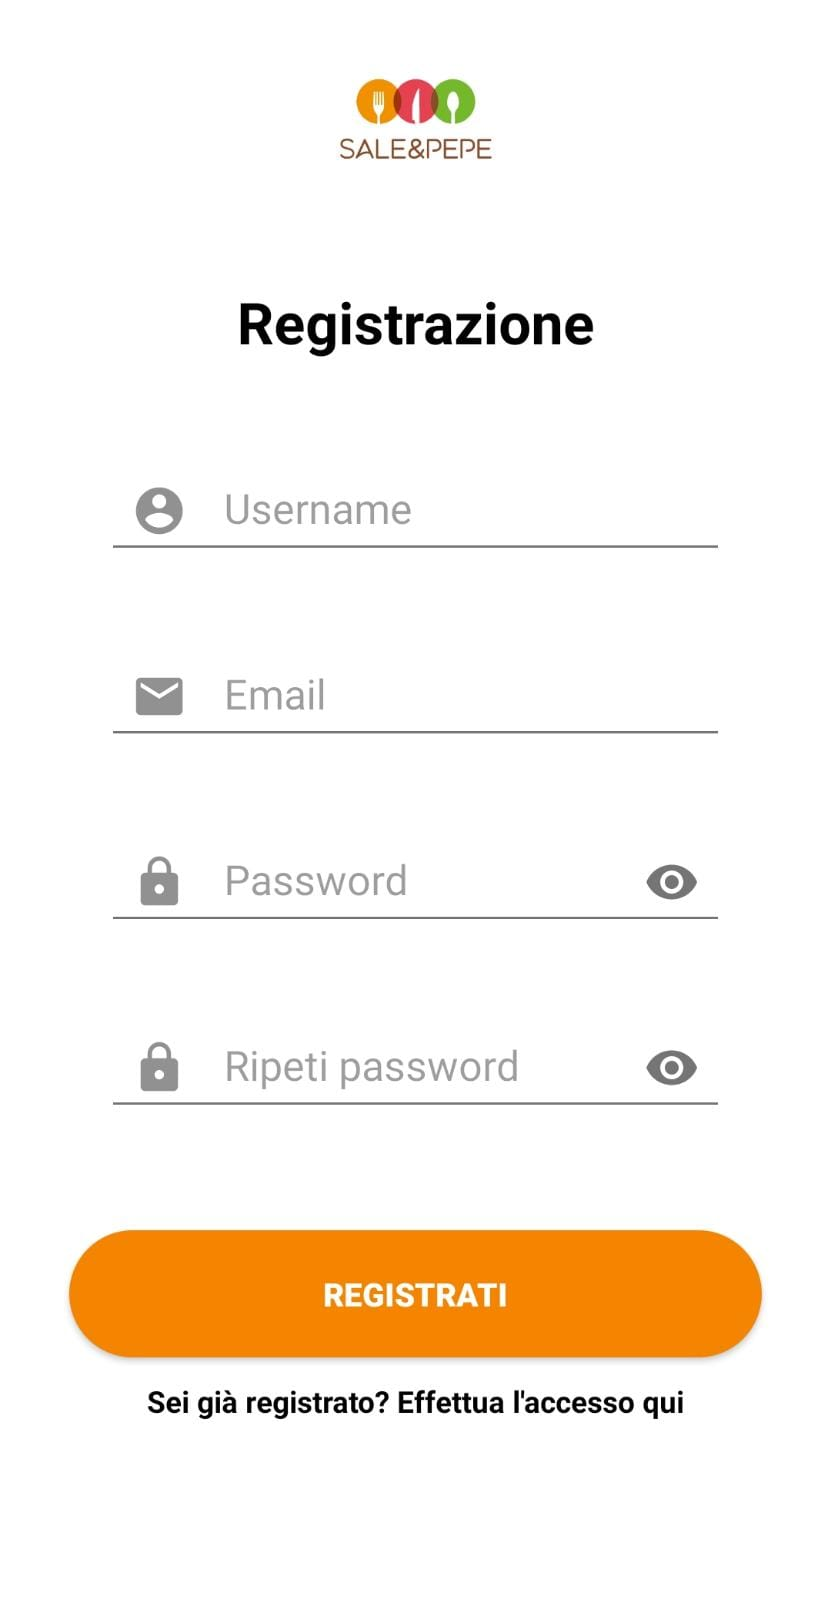 SALE&PEPE
Registrazione
Username
Email
Password
Ripeti password
REGISTRATI
Sei già registrato? Effettua l'accesso qui